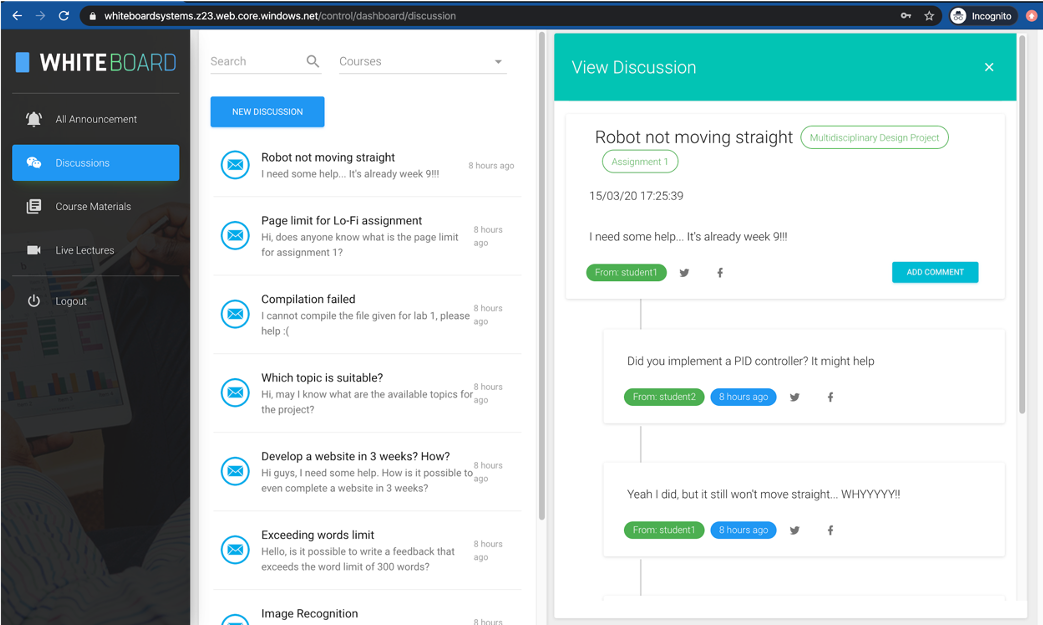 whiteboardsystems.z23.web.core.windows.net/control/dashboard/discussion
Incognito
WHITEBOARD
All Announcement
Discussions
Course Materials
Live Lectures
Logout
Search
Courses
NEW DISCUSSION
Robot not moving straight
I need some help... It's already week 9!!!
8 hours ago
Page limit for Lo-Fi assignment
Hi, does anyone know what is the page limit
for assignment 1?
8 hours
ago
Compilation failed
I cannot compile the file given for lab 1, please
help :(
8 hours
ago
Which topic is suitable?
Hi, may I know what are the available topics for
the project?
8 hours
ago
Develop a website in 3 weeks? How?
Hi guys, I need some help. How is it possible to
even complete a website in 3 weeks?
8 hours
ago
Exceeding words limit
Hello, is it possible to write a feedback that
exceeds the word limit of 300 words?
8 hours
ago
Image Recognition
8 hours
View Discussion
Robot not moving straight Multidisciplinary Design Project
Assignment 1
15/03/20 17:25:39
I need some help... It's already week 9!!!
From: student1
ADD COMMENT
Did you implement a PID controller? It might help
From: student2 8 hours ago
Yeah I did, but it still won't move straight... WHYYYYY!!
From: student1 8 hours ago